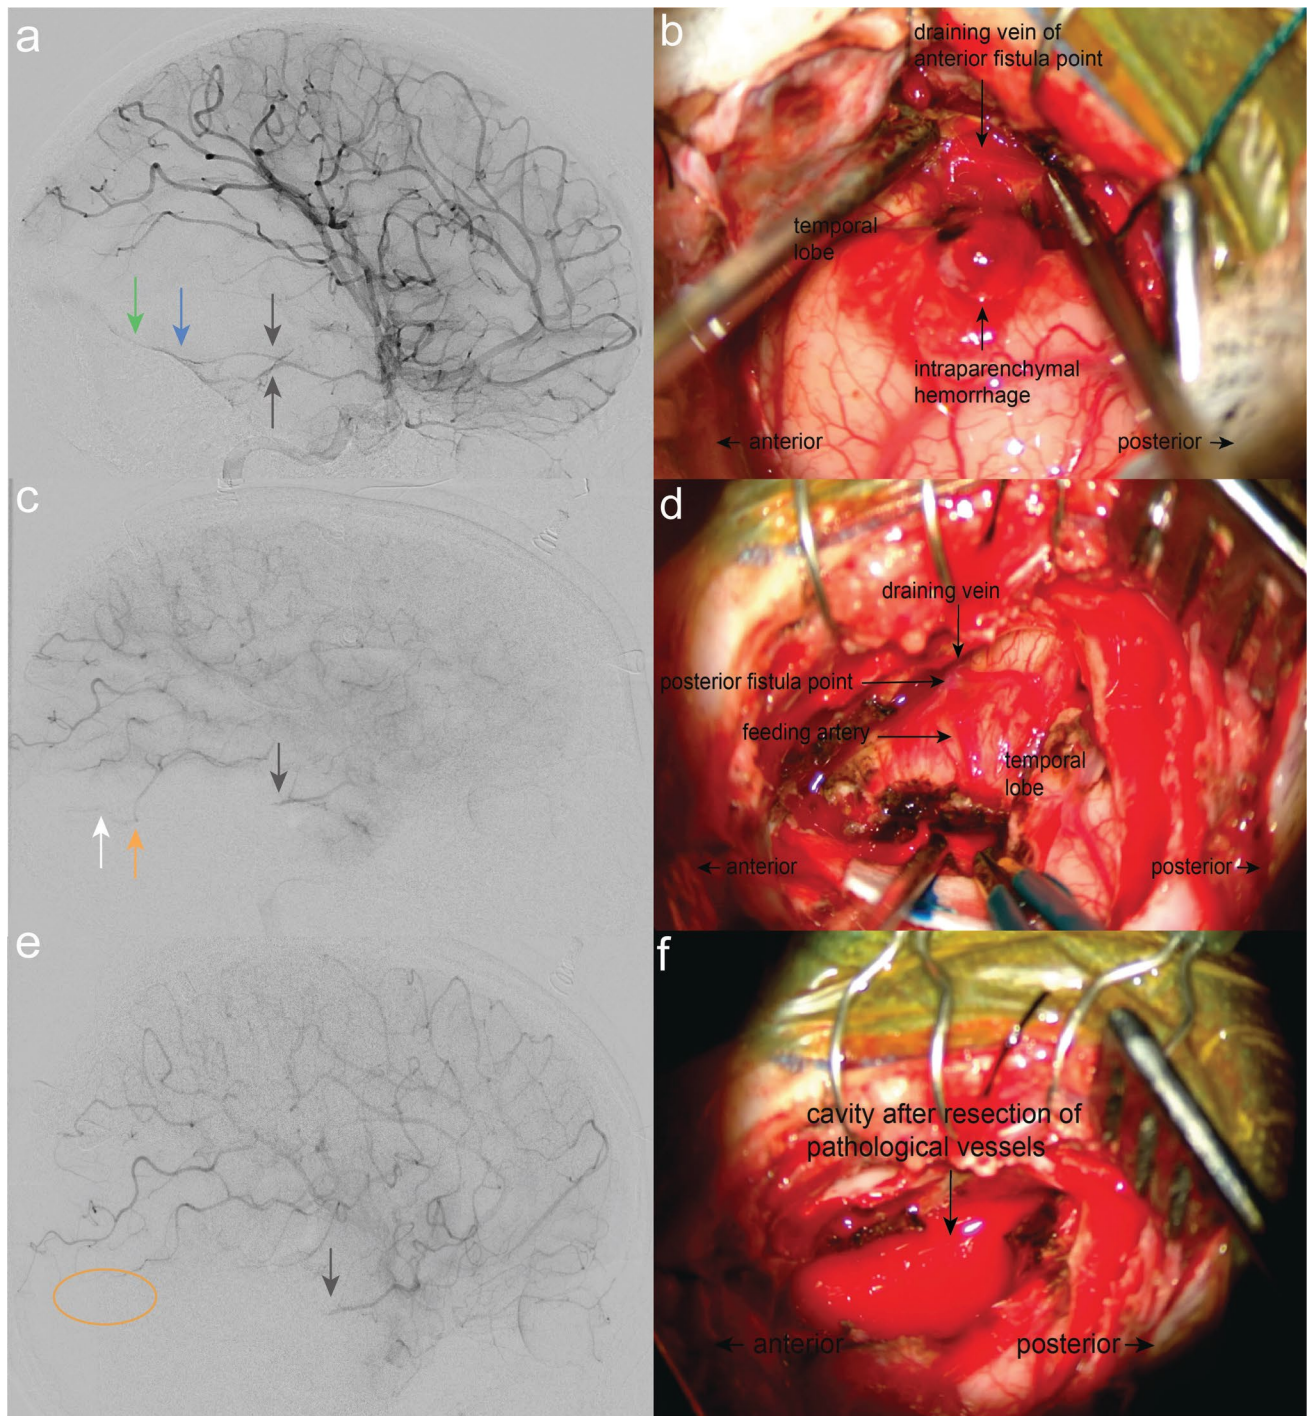 a
b
draining vein of
anterior fistula point
temporal
lobe
intraparenchymal
hemorrhage
anterior
posterior
c
d
draining vein
posterior fistula point
feeding artery
temporal
lobe
anterior
posterior
e
f
cavity after resection of
pathological vessels
anterior
posterior